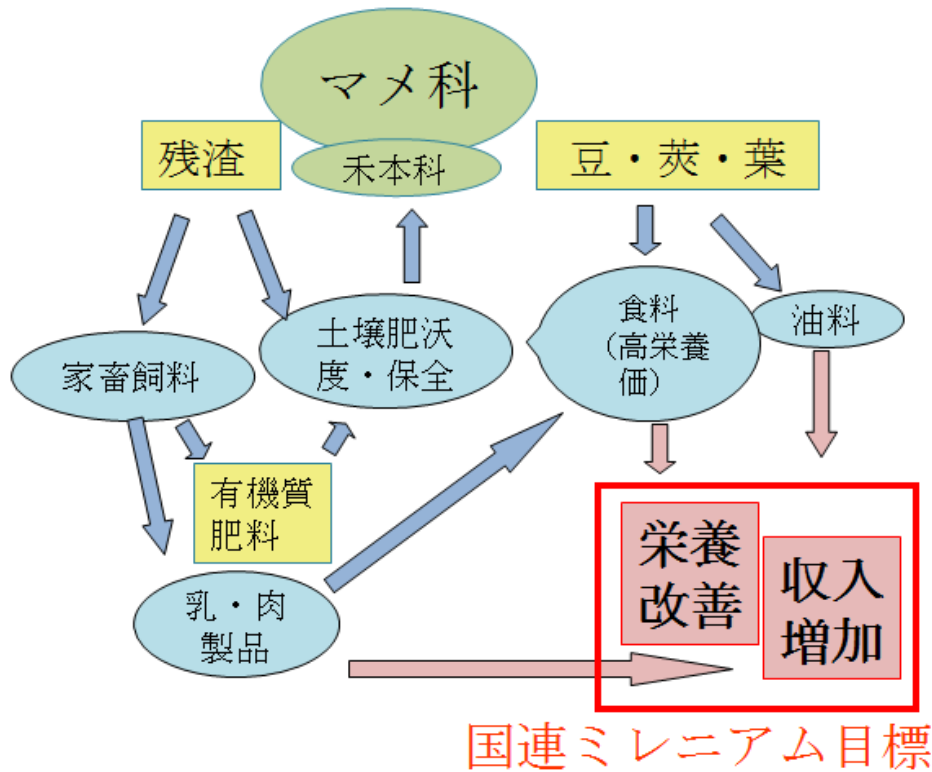 マメ科
禾本科
残渣
豆・莢・葉
家畜飼料
土壌肥沃
度・保全
食料
（高栄養
価）
油料
有機質
肥料
乳・肉
製品
栄養
改善
収入
増加
国連ミレニアム目標